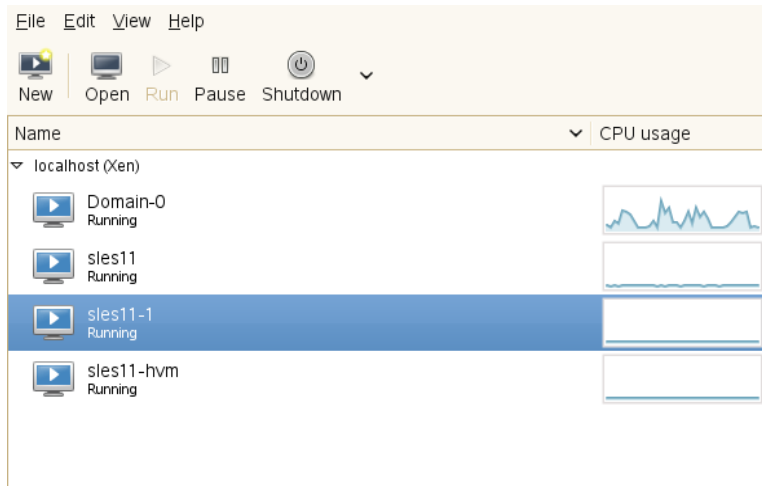 File Edit View Help
New Open Run Pause Shutdown
Name CPU usage
localhost (Xen)
Domain-0
Running
sles11
Running
sles11-1
Running
sles11-hvm
Running